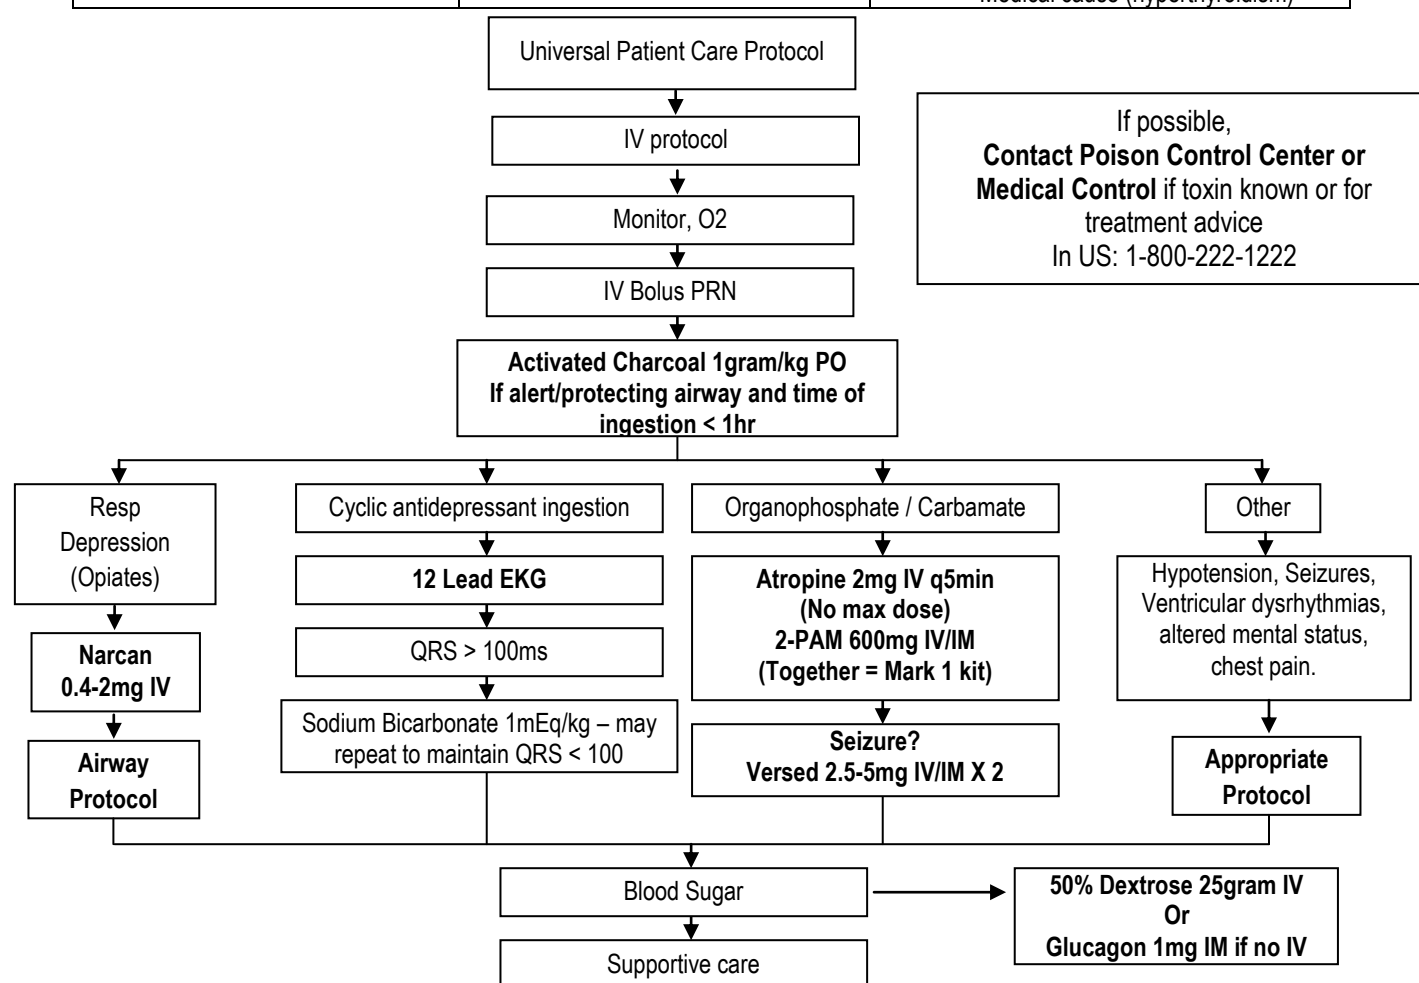 Medical cause (hyperthyroidism)
Universal Patient Care Protocol
IV protocol
If possible,
Contact Poison Control Center or
Medical Control if toxin known or for
treatment advice
In US: 1-800-222-1222
Monitor, O2
IV Bolus PRN
Activated Charcoal 1gram/kg PO
If alert/protecting airway and time of
ingestion < 1hr
Resp
Depression
(Opiates)
Narcan
0.4-2mg IV
Airway
Protocol
Cyclic antidepressant ingestion
12 Lead EKG
QRS > 100ms
Sodium Bicarbonate 1mEq/kg – may
repeat to maintain QRS < 100
Organophosphate / Carbamate
Atropine 2mg IV q5min
(No max dose)
2-PAM 600mg IV/IM
(Together = Mark 1 kit)
Seizure?
Versed 2.5-5mg IV/IM X 2
Other
Hypotension, Seizures,
Ventricular dysrhythmias,
altered mental status,
chest pain.
Appropriate
Protocol
Blood Sugar
50% Dextrose 25gram IV
Or
Glucagon 1mg IM if no IV
Supportive care